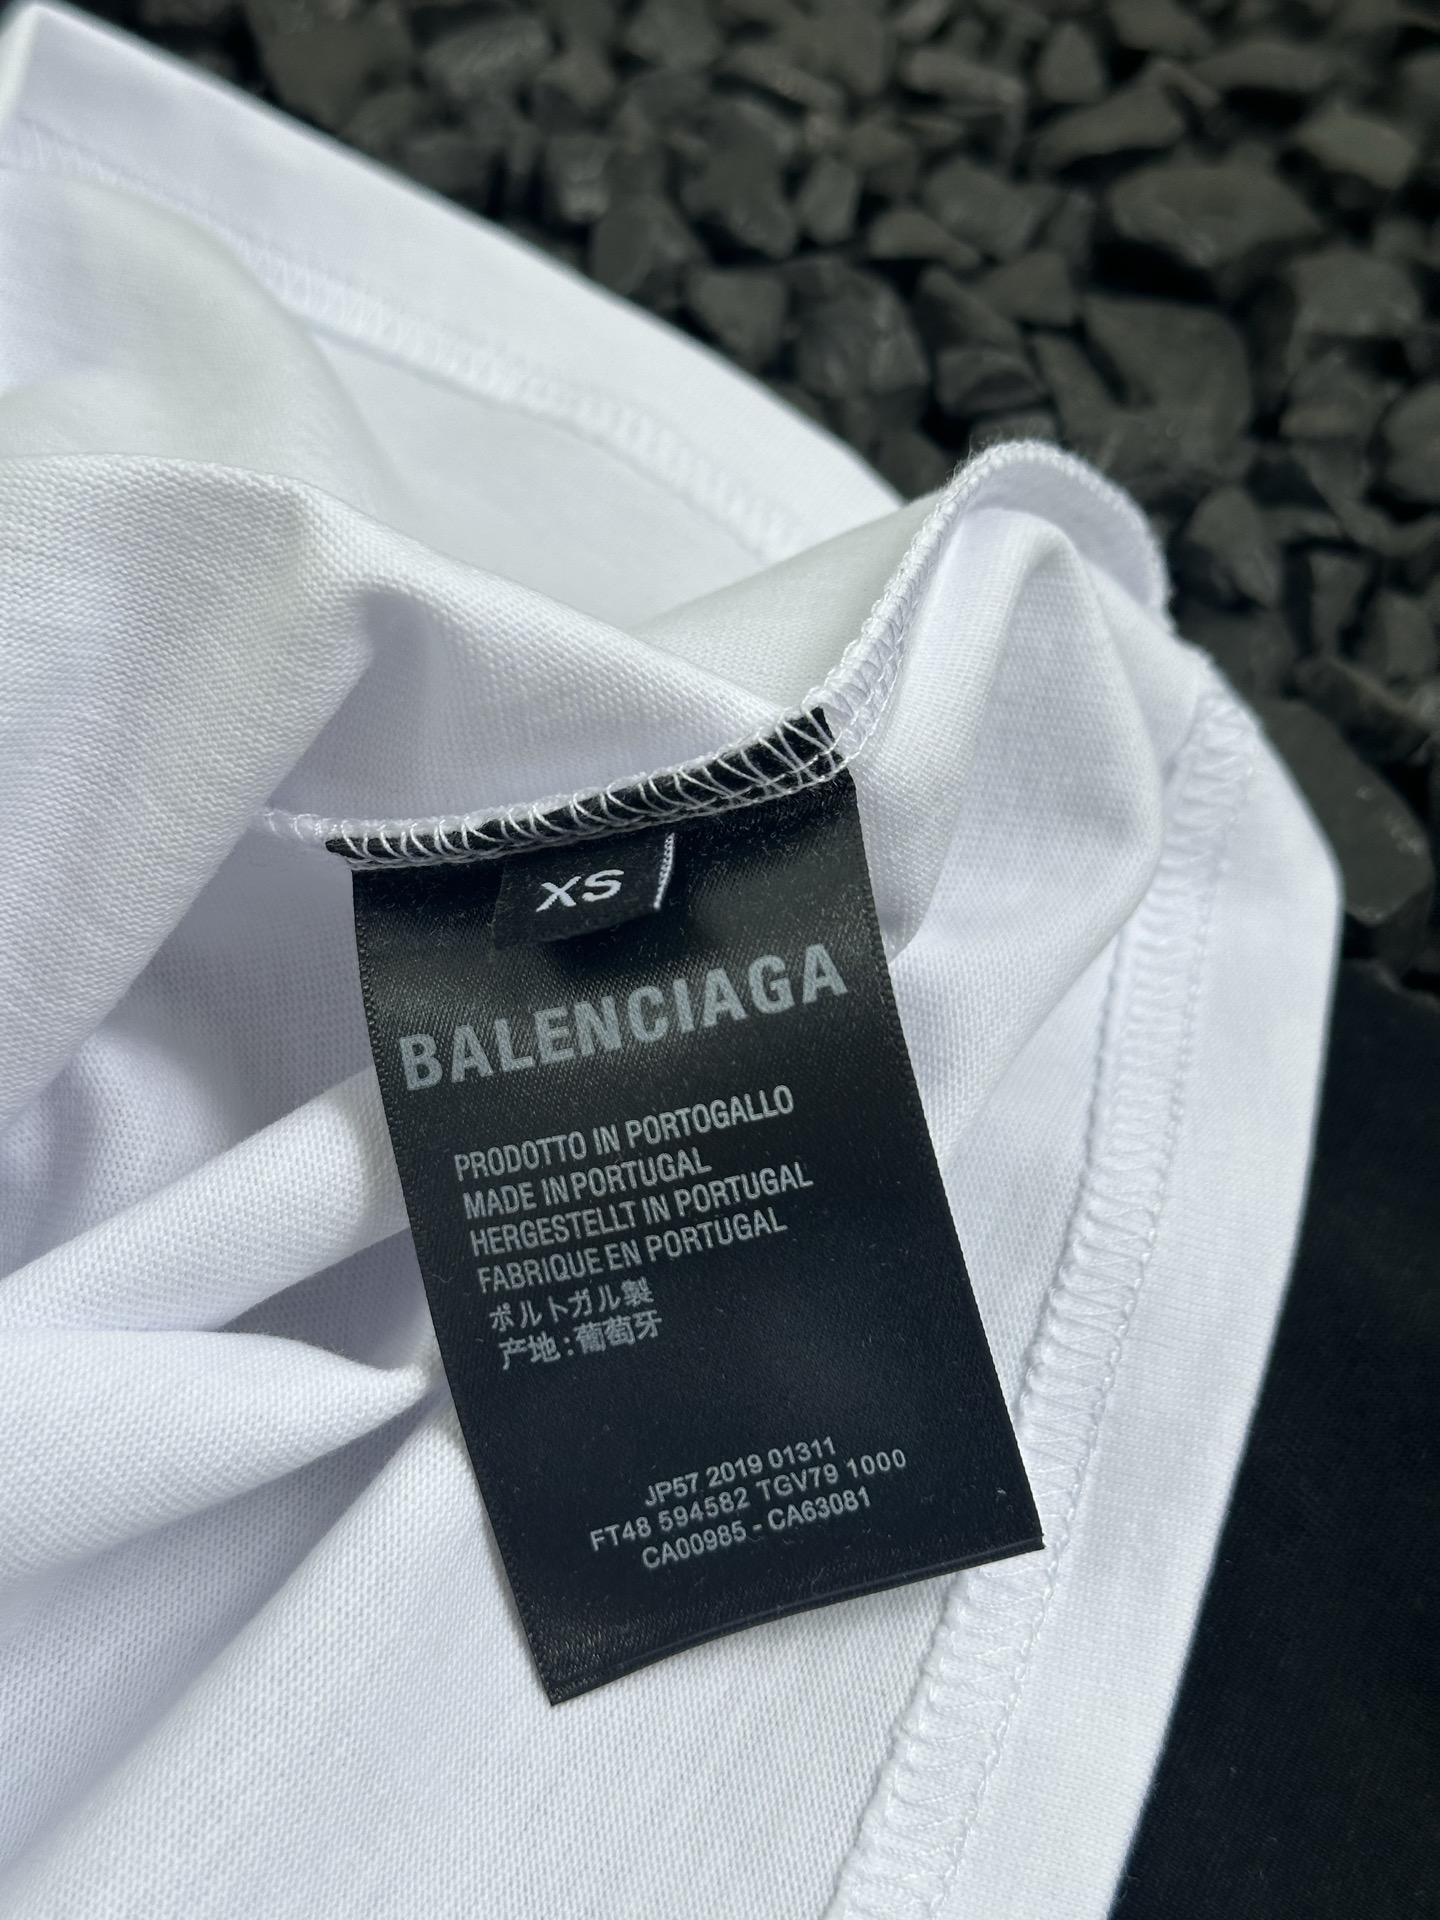 XS
BALENCIAGA
PRODOTTO IN PORTOGALLO
MADE IN PORTUGAL
HERGESTELLT IN PORTUGAL
FABRIQUE EN PORTUGAL
ポルトガル製
产地:葡萄牙
JP57 2019 01311
FT48 594582 TGV79 1000
CA00985 - CA63081